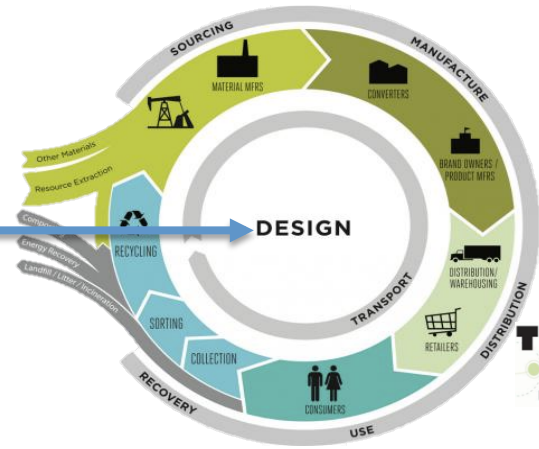 SOURCING
MANUFACTURE
MATERIAL MFRS
CONVERTERS
Other Materials
Resource Extraction
BRAND OWNERS /
PRODUCT MFRS
Energy Recovery
Landfill / Litter / Incineration
RECYCLING
DESIGN
DISTRIBUTION/
WAREHOUSING
TRANSPORT
SORTING
RETAILERS
DISTRIBUTION
COLLECTION
CONSUMERS
RECOVERY
USE
T